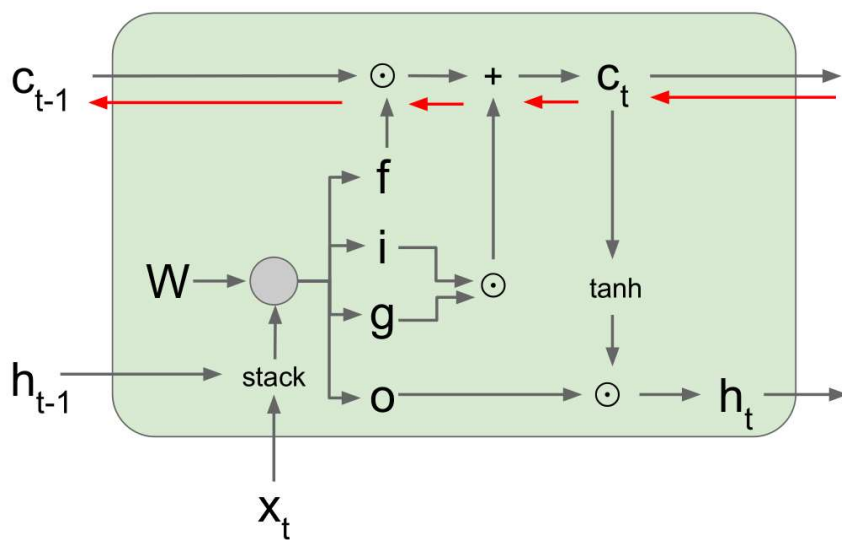 c_{t-1} ⊙ + c_t
f
i
W ⊙ tanh
g
h_{t-1} stack o ⊙ h_t
x_t